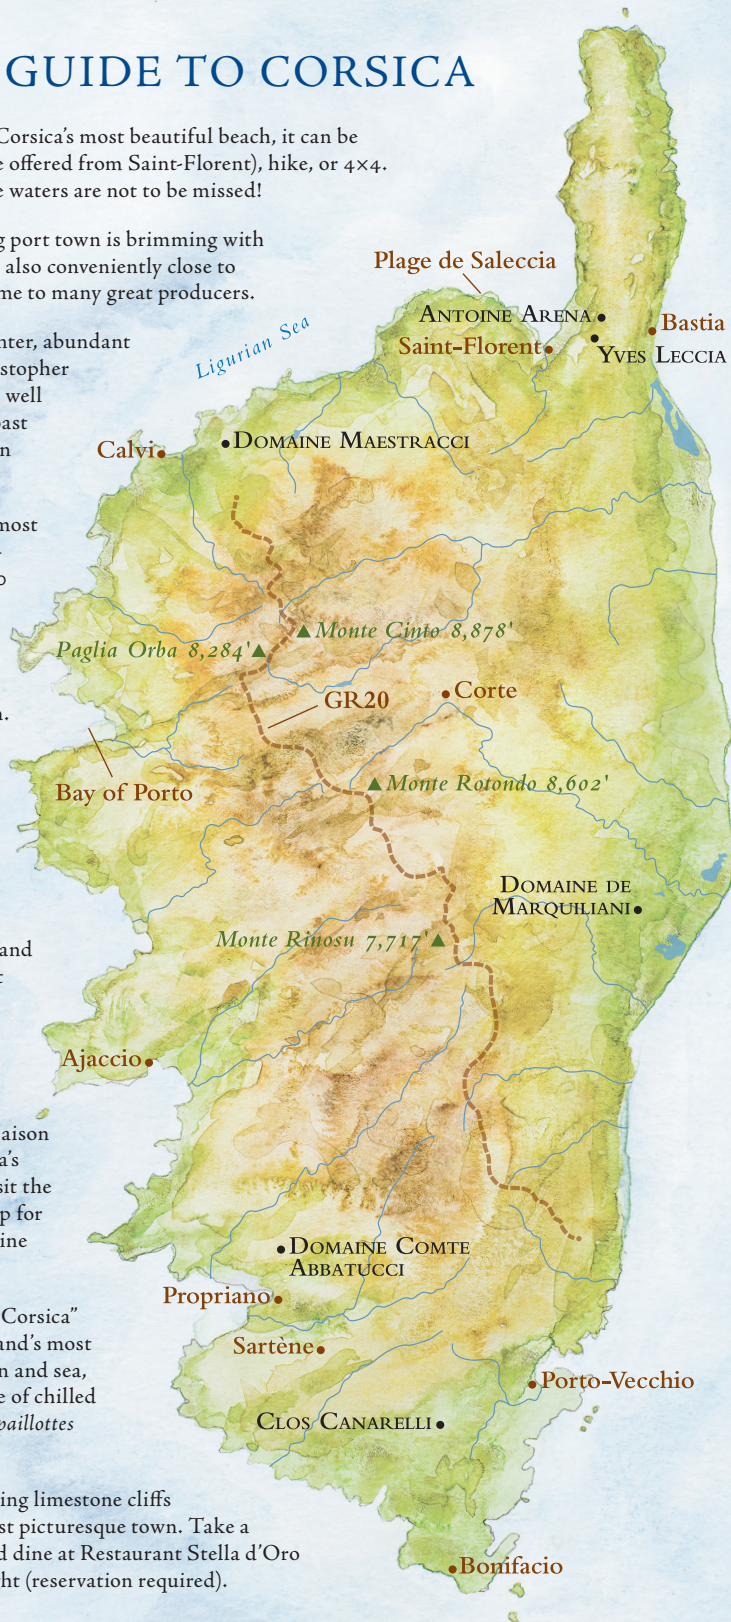 GUIDE TO CORSICA
Corsica’s most beautiful beach, it can be
e offered from Saint-Florent), hike, or 4×4.
e waters are not to be missed!
g port town is brimming with
also conveniently close to
me to many great producers.
Plage de Saleccia
Antoine Arena
Bastia
Saint-Florent
Yves Leccia
Ligurian Sea
nter, abundant
stopher
well
oast
n
Domaine Maestracci
Calvi
most
o
Monte Cinto 8,878'
Paglia Orba 8,284'
Corte
GR20
a.
Monte Rotondo 8,602'
Bay of Porto
Domaine de
Marquiliani
Monte Rinosu 7,717'
and
t
Ajaccio
aison
a’s
sit the
p for
ine
Domaine Comte
Abbatucci
Propriano
Corsica”
and’s most
n and sea,
e of chilled
paillottes
Sartène
Porto-Vecchio
Clos Canarelli
ing limestone cliffs
st picturesque town. Take a
d dine at Restaurant Stella d’Oro
ght (reservation required).
Bonifacio